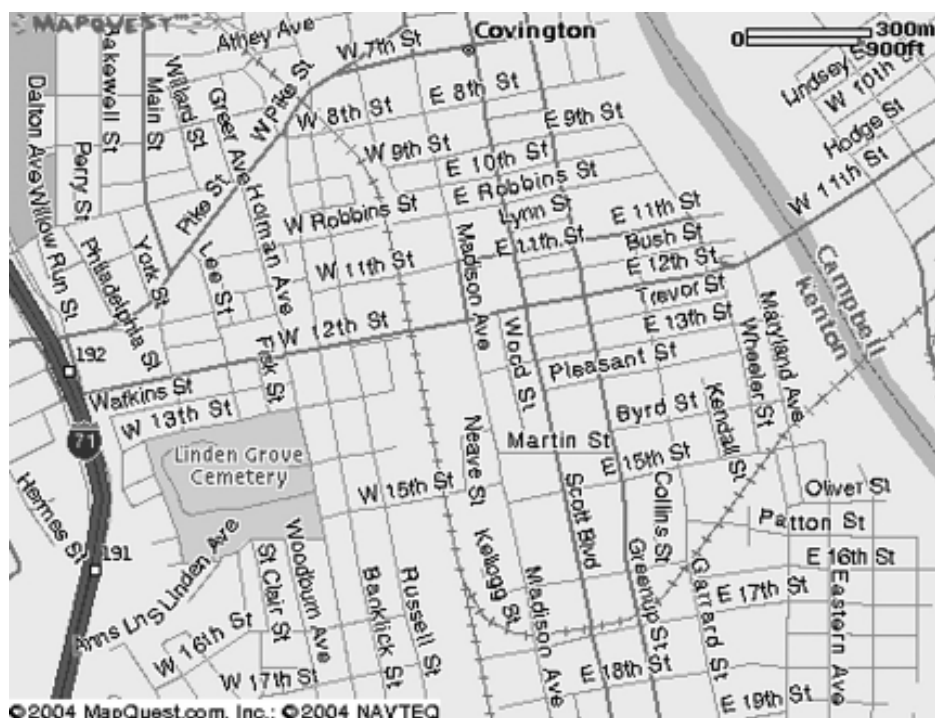 MAPQUEST
Athey Ave
W 7th St
Covington
0
300m
900ft
Lindsey St
W 10th St
Hodge St
W 11th St
Dalton Ave
Bakewell St
Main St
Willard St
Greer Ave
W Pike St
W 8th St
E 8th St
E 9th St
W 9th St
E 10th St
E Robbins St
Perry St
Pike St
Holman Ave
W Robbins St
Lynn St
E 11th St
E 11th St
Bush St
E 12th St
Trevor St
Willow Run St
Philadelphia St
York St
Lee St
W 11th St
Madison Ave
Campbell
Kenton
W 12th St
Wood St
E 13th St
Pleasant St
Wheeler St
Maryland Ave
192
Watkins St
Fisk St
W 13th St
Byrd St
Kendall St
71
Linden Grove
Cemetery
Neave St
Martin St
E 15th St
W 15th St
Hermes St
Scott Blvd
Collins St
Oliver St
Patton St
191
Linden Ave
Anns Ln
St Clair St
Woodburn Ave
Banklick St
Russell St
Kellogg St
Madison Ave
Greenup St
Garrard St
E 16th St
E 17th St
Eastern Ave
W 16th St
W 17th St
E 18th St
E 19th St
©2004 MapQuest.com, Inc.; ©2004 NAVTEQ